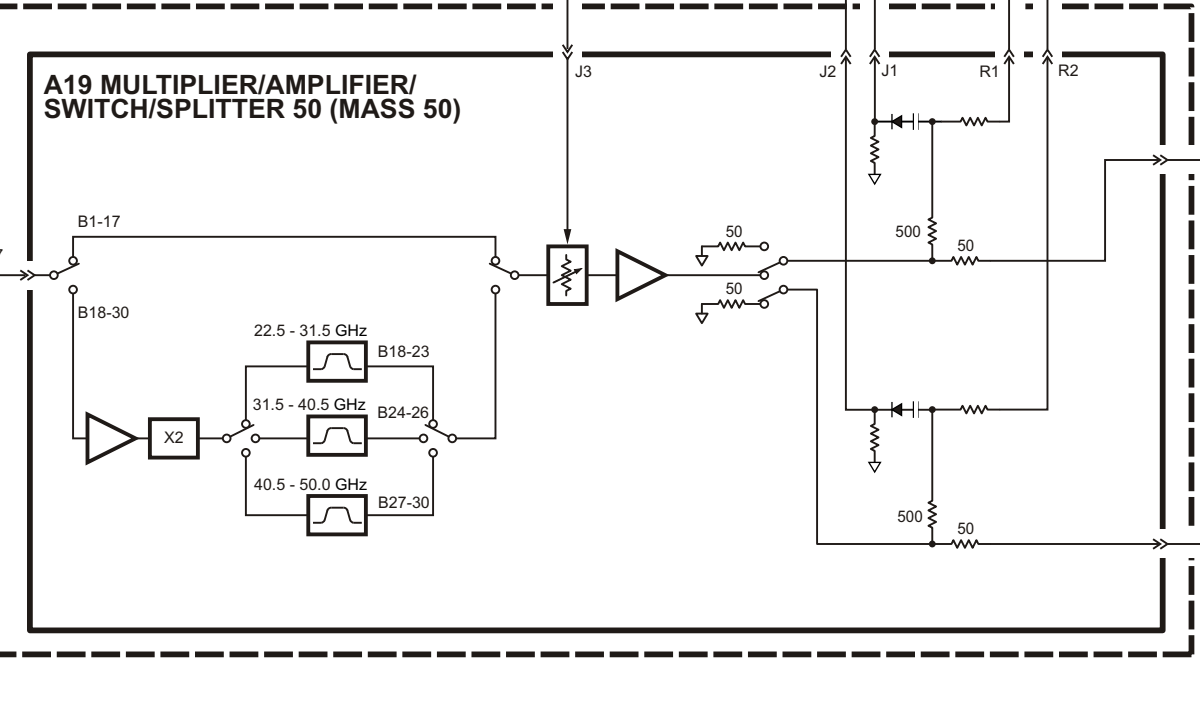 J3
J2
J1
R1
R2
A19 MULTIPLIER/AMPLIFIER/
SWITCH/SPLITTER 50 (MASS 50)
B1-17
50
500
50
50
B18-30
22.5 - 31.5 GHz
B18-23
31.5 - 40.5 GHz
B24-26
X2
40.5 - 50.0 GHz
B27-30
500
50